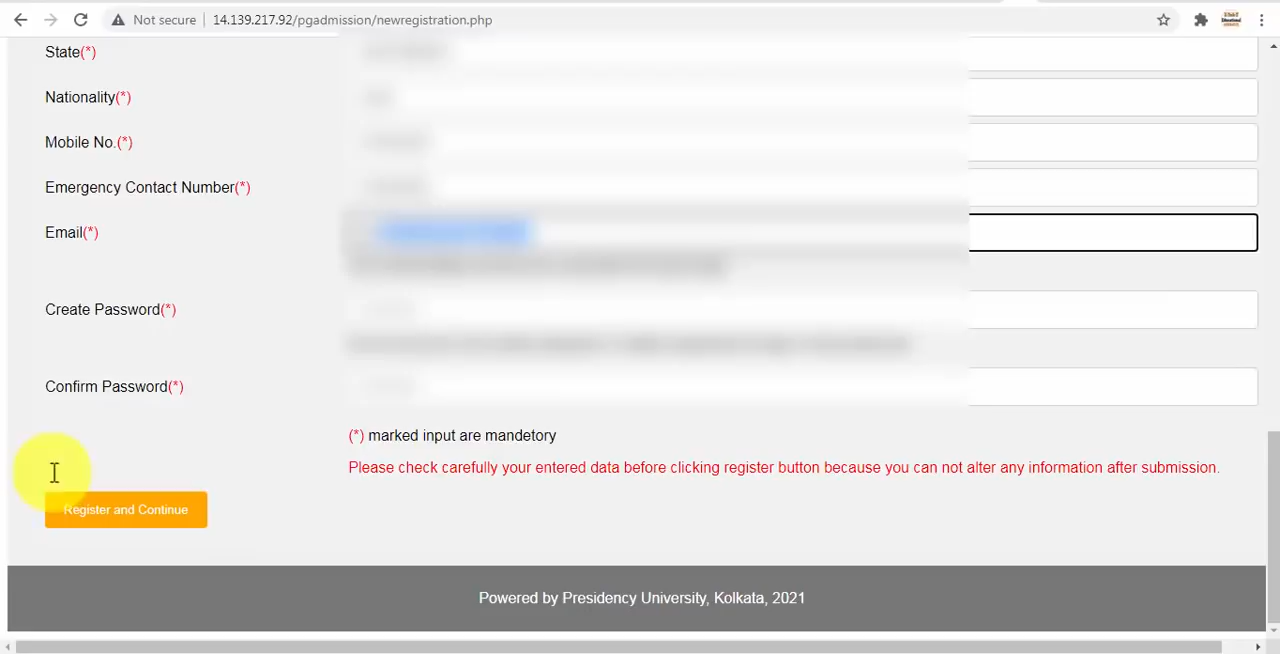 Not secure 14.139.217.92/pgadmission/newregistration.php
State(*)
Nationality(*)
Mobile No.(*)
Emergency Contact Number(*)
Email(*)
Create Password(*)
Confirm Password(*)
(*) marked input are mandetory
Please check carefully your entered data before clicking register button because you can not alter any information after submission.
Register and Continue
Powered by Presidency University, Kolkata, 2021